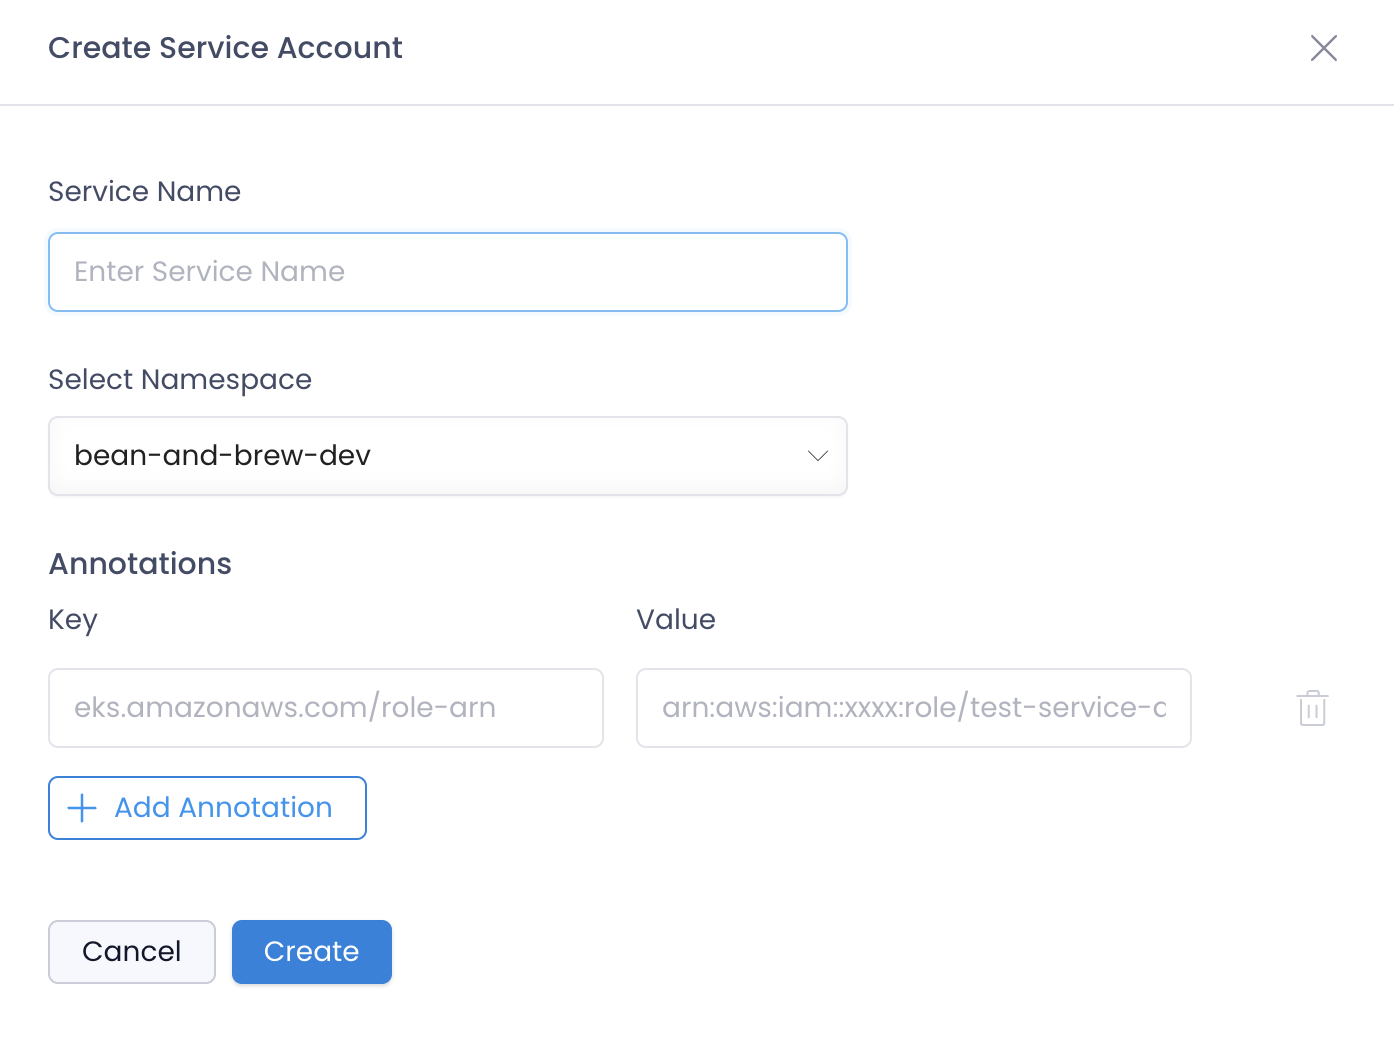 Create Service Account
Service Name
Enter Service Name
Select Namespace
bean-and-brew-dev
Annotations
Key
Value
eks.amazonaws.com/role-arn
arn:aws:iam::xxxx:role/test-service-
Add Annotation
Cancel
Create